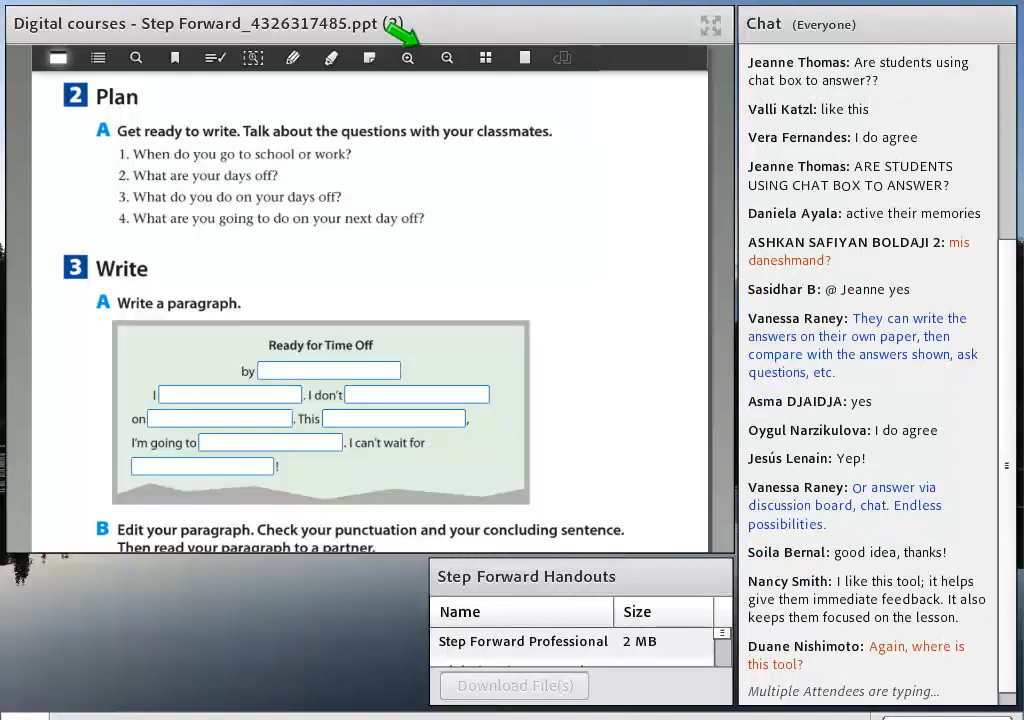 Digital courses - Step Forward_4326317485.ppt (2)
2 Plan
A Get ready to write. Talk about the questions with your classmates.
1. When do you go to school or work?
2. What are your days off?
3. What do you do on your days off?
4. What are you going to do on your next day off?
3 Write
A Write a paragraph.
Ready for Time Off
by
I . I don't
on . This ,
I'm going to . I can't wait for
!
B Edit your paragraph. Check your punctuation and your concluding sentence.
Then read your paragraph to a partner.
Step Forward Handouts
Name Size
Step Forward Professional 2 MB
Download File(s)
Chat (Everyone)
Jeanne Thomas: Are students using
chat box to answer??
Valli Katzl: like this
Vera Fernandes: I do agree
Jeanne Thomas: ARE STUDENTS
USING CHAT BOX TO ANSWER?
Daniela Ayala: active their memories
ASHKAN SAFIYAN BOLDAJI 2: mis
daneshmand?
Sasidhar B: @ Jeanne yes
Vanessa Raney: They can write the
answers on their own paper, then
compare with the answers shown, ask
questions, etc.
Asma DJAIDJA: yes
Oygul Narzikulova: I do agree
Jesús Lenain: Yep!
Vanessa Raney: Or answer via
discussion board, chat. Endless
possibilities.
Soila Bernal: good idea, thanks!
Nancy Smith: I like this tool; it helps
give them immediate feedback. It also
keeps them focused on the lesson.
Duane Nishimoto: Again, where is
this tool?
Multiple Attendees are typing...